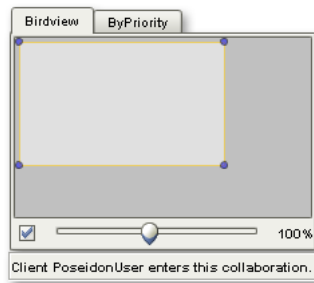 Birdview ByPriority
100%
Client PoseidonUser enters this collaboration.